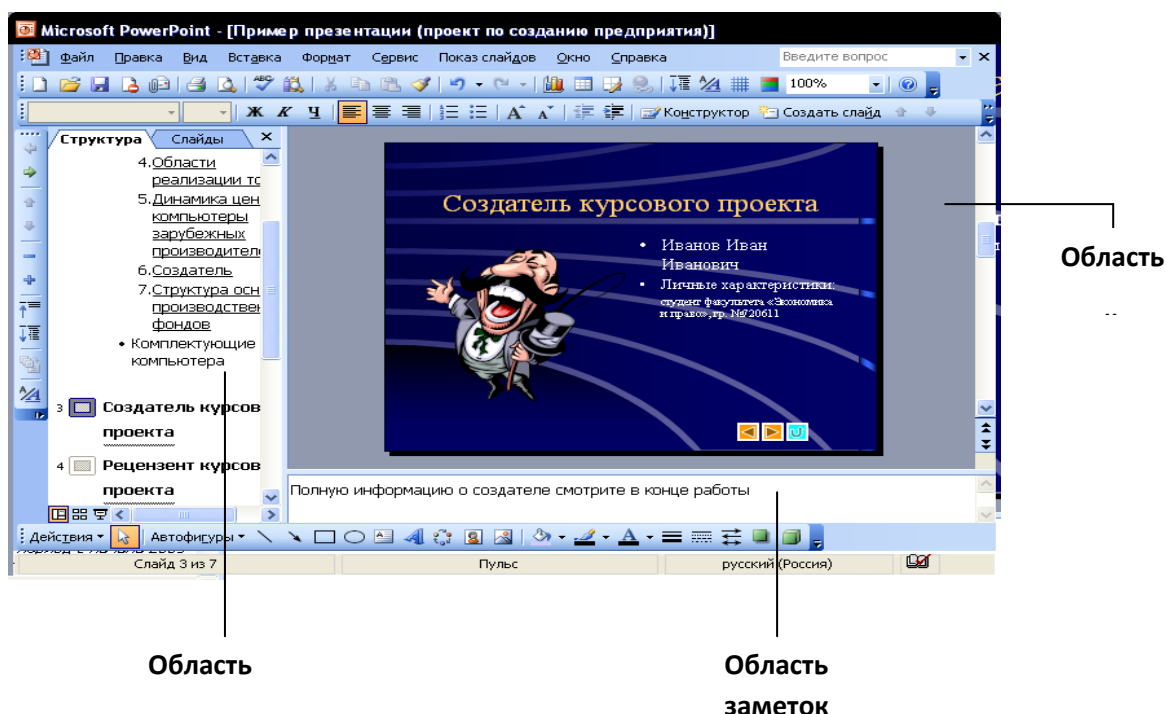 Microsoft PowerPoint - [Пример презентации (проект по созданию предприятия)]
Файл Правка Вид Вставка Формат Сервис Показ слайдов Окно Справка Введите вопрос
100%
Ж К Ч Конструктор Создать слайд
Структура Слайды
4.Области
реализации то
5.Динамика цен
компьютеры
зарубежных
производител
6.Создатель
7.Структура осн
производствен
фондов
• Комплектующие
компьютера
3 Создатель курсов
проекта
4 Рецензент курсов
проекта
Создатель курсового проекта
• Иванов Иван
Иванович
• Личные характеристики:
студент факультета «Экономика
и право», гр. №720611
Полную информацию о создателе смотрите в конце работы
Действия Автофигуры
Слайд 3 из 7 Пульс русский (Россия)
Область
Область
Область
заметок